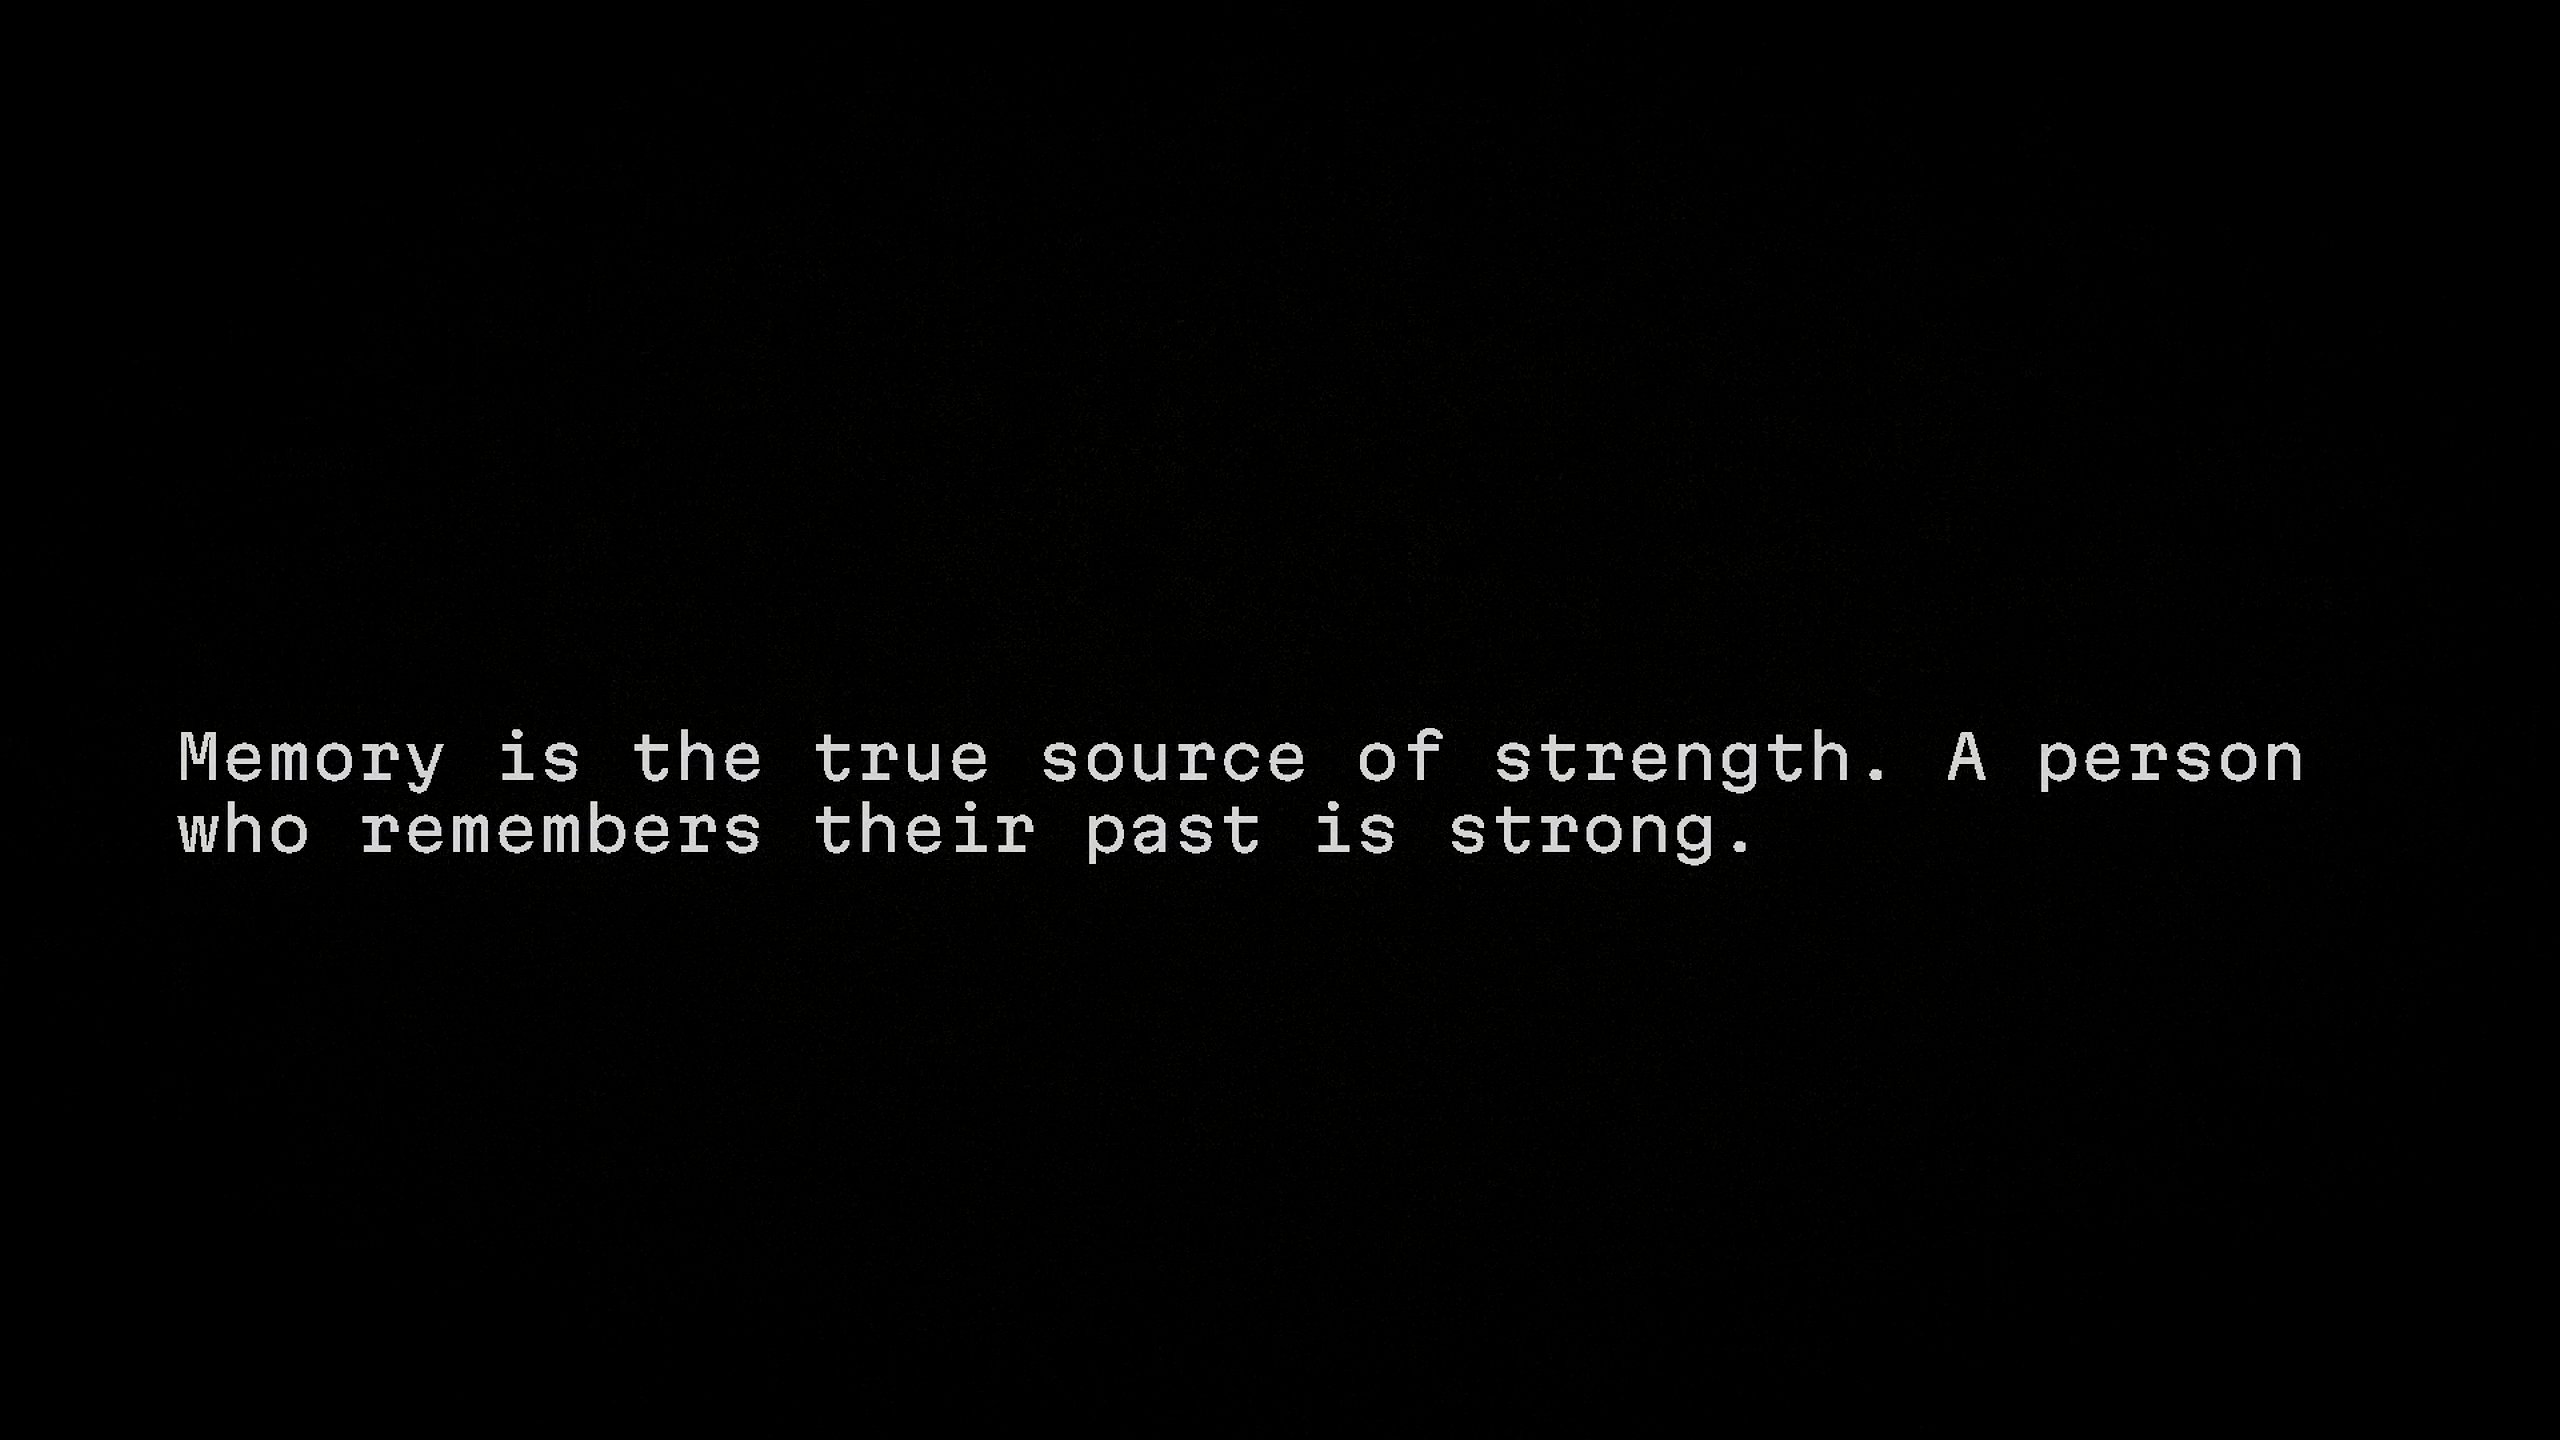 Memory is the true source of strength. A person
who remembers their past is strong.